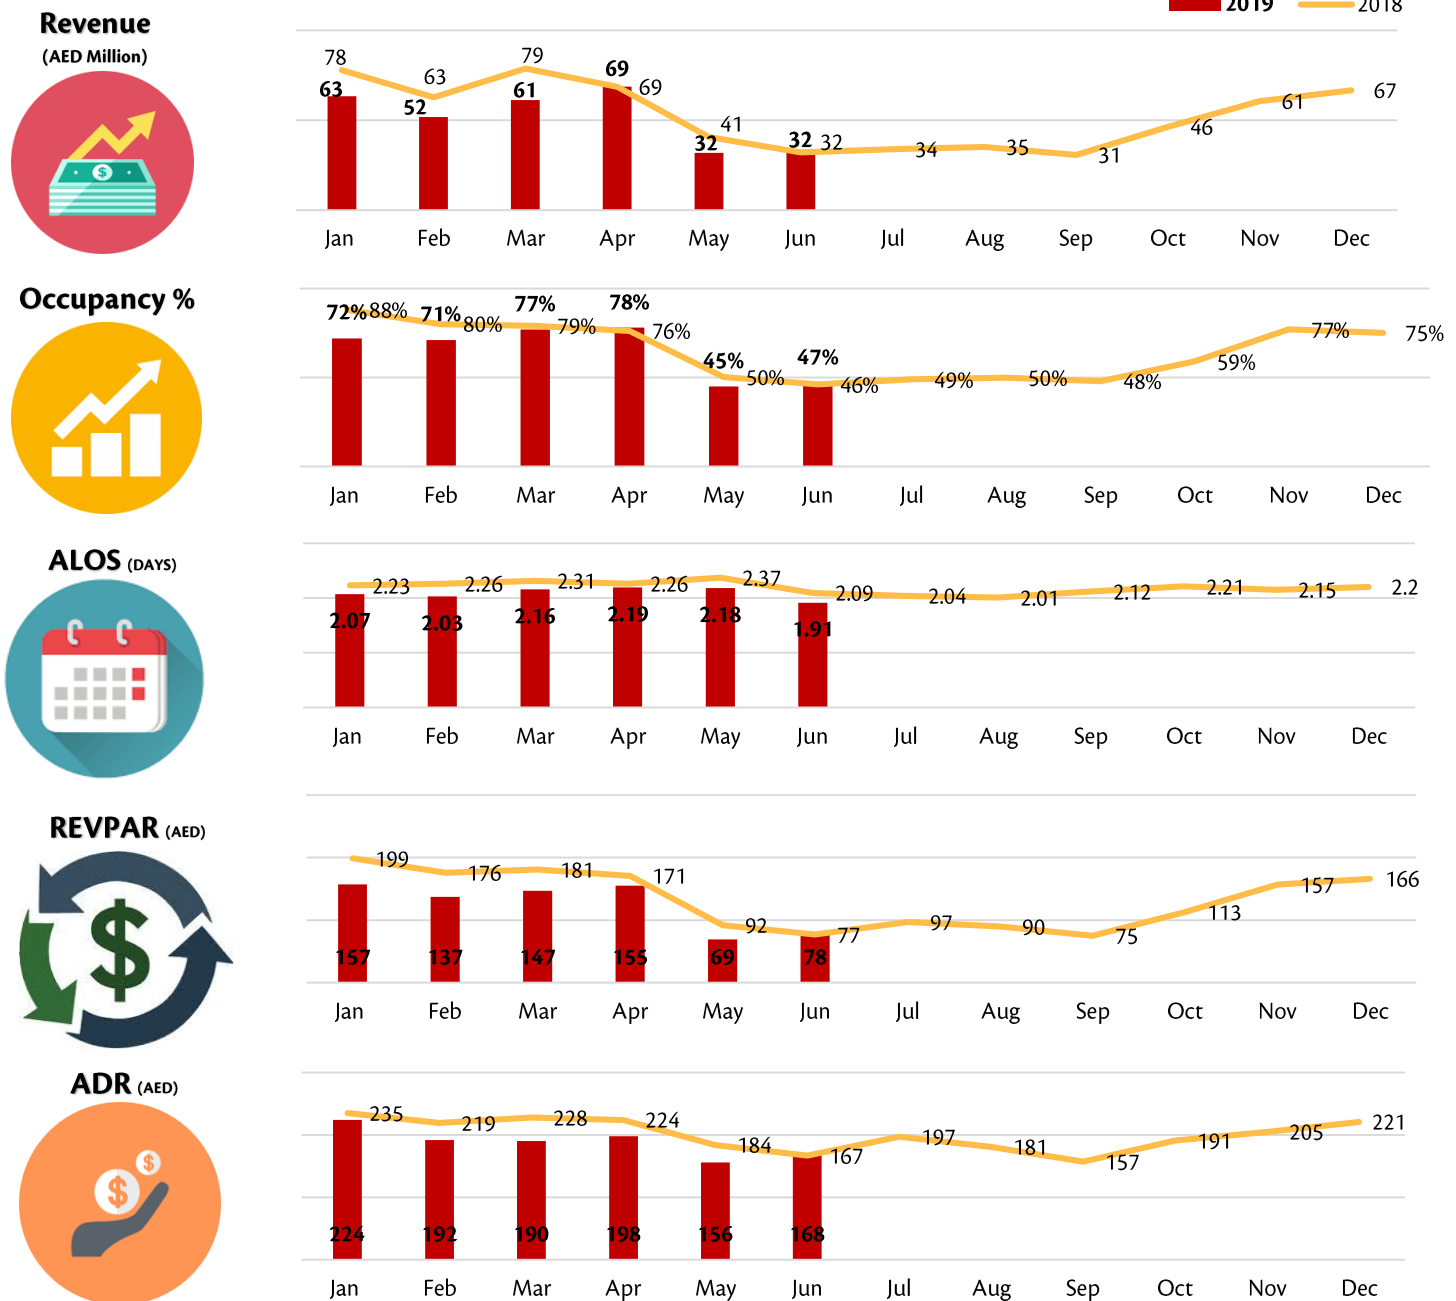 2019 2018
Revenue
(AED Million)
78 63 79 69 41 32 34 35 31 46 61 67
63 52 61 69 32 32
Jan Feb Mar Apr May Jun Jul Aug Sep Oct Nov Dec
Occupancy %
72% 71% 77% 78% 45% 47%
88% 80% 79% 76% 50% 46% 49% 50% 48% 59% 77% 75%
Jan Feb Mar Apr May Jun Jul Aug Sep Oct Nov Dec
ALOS (DAYS)
2.23 2.26 2.31 2.26 2.37 2.09 2.04 2.01 2.12 2.21 2.15 2.2
2.07 2.03 2.16 2.19 2.18 1.91
Jan Feb Mar Apr May Jun Jul Aug Sep Oct Nov Dec
REVPAR (AED)
199 176 181 171 92 77 97 90 75 113 157 166
157 137 147 155 69 78
$
Jan Feb Mar Apr May Jun Jul Aug Sep Oct Nov Dec
ADR (AED)
235 219 228 224 184 167 197 181 157 191 205 221
224 192 190 198 156 168
Jan Feb Mar Apr May Jun Jul Aug Sep Oct Nov Dec